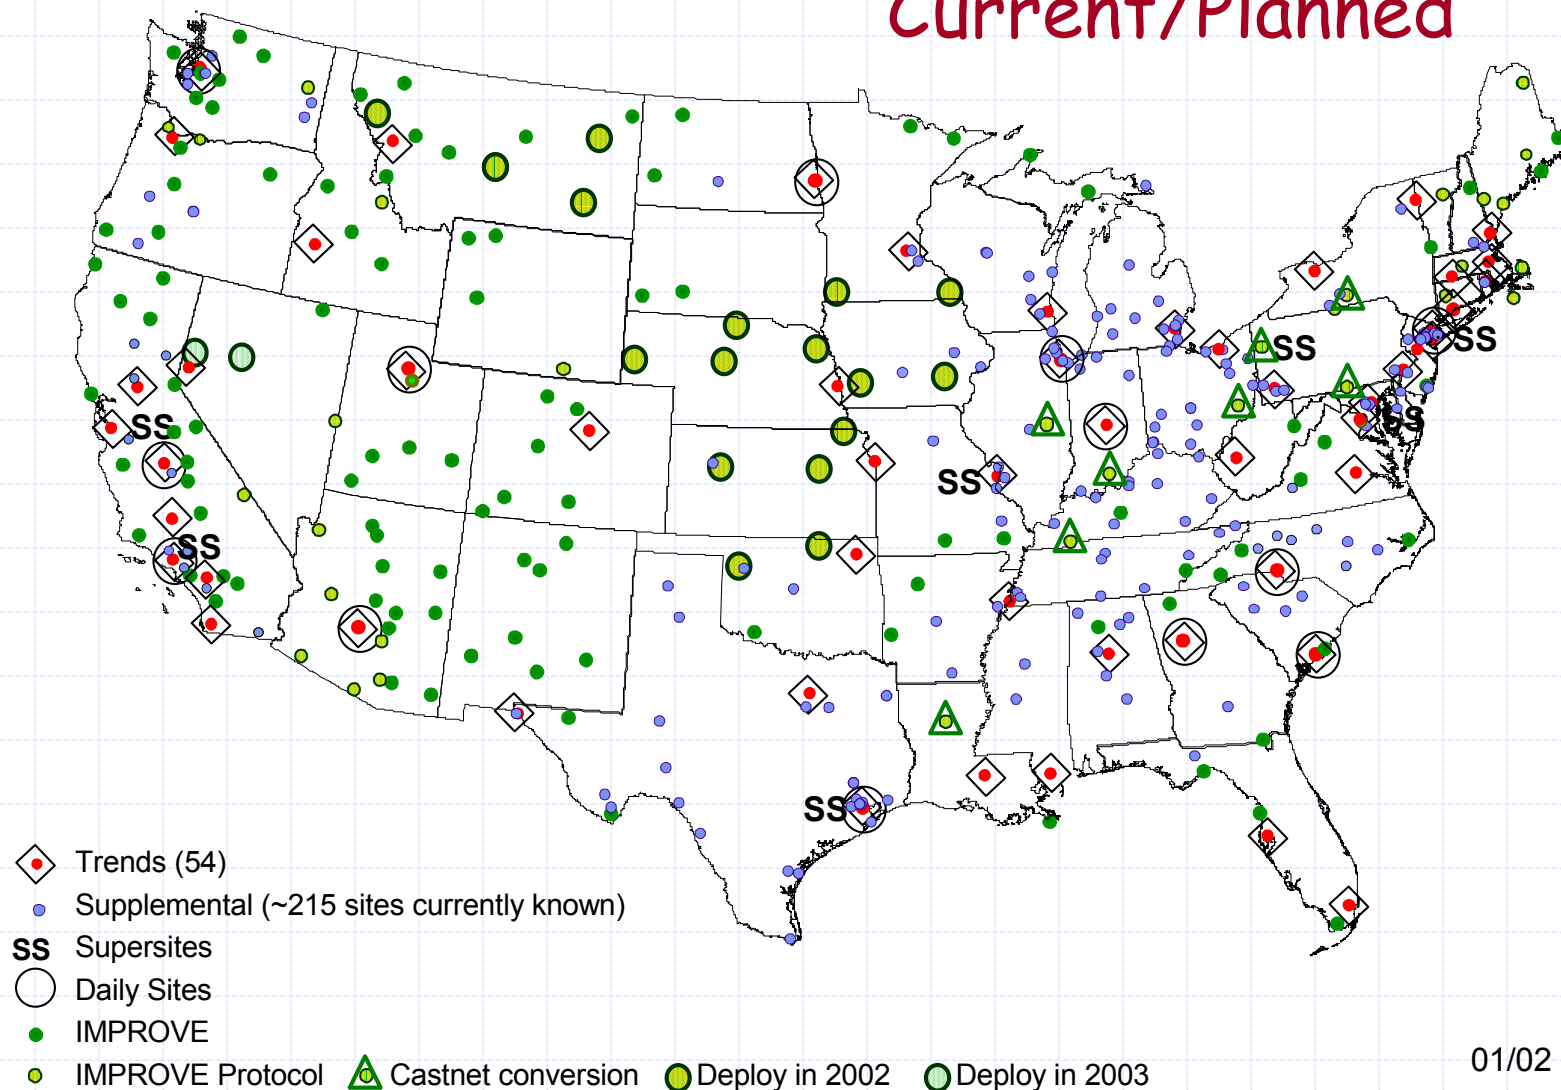 Current/Planned
SS
SS
SS
SS
SS
SS
SS
Trends (54)
Supplemental (~215 sites currently known)
SS Supersites
Daily Sites
IMPROVE
IMPROVE Protocol Castnet conversion Deploy in 2002 Deploy in 2003
01/02